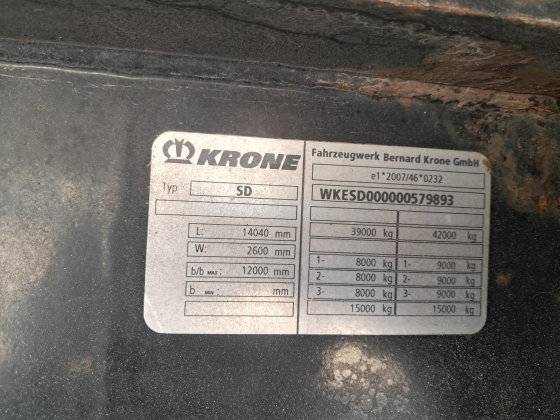 KRONE
Typ SD
L: 14040 mm
W: 2600 mm
b/b MAX: 12000 mm
b MIN: mm
Fahrzeugwerk Bernard Krone GmbH
e1*2007/46*0232
WKESD000000579893
39000 kg 42000 kg
1- 8000 kg 1- 9000 kg
2- 8000 kg 2- 9000 kg
3- 8000 kg 3- 9000 kg
15000 kg 15000 kg